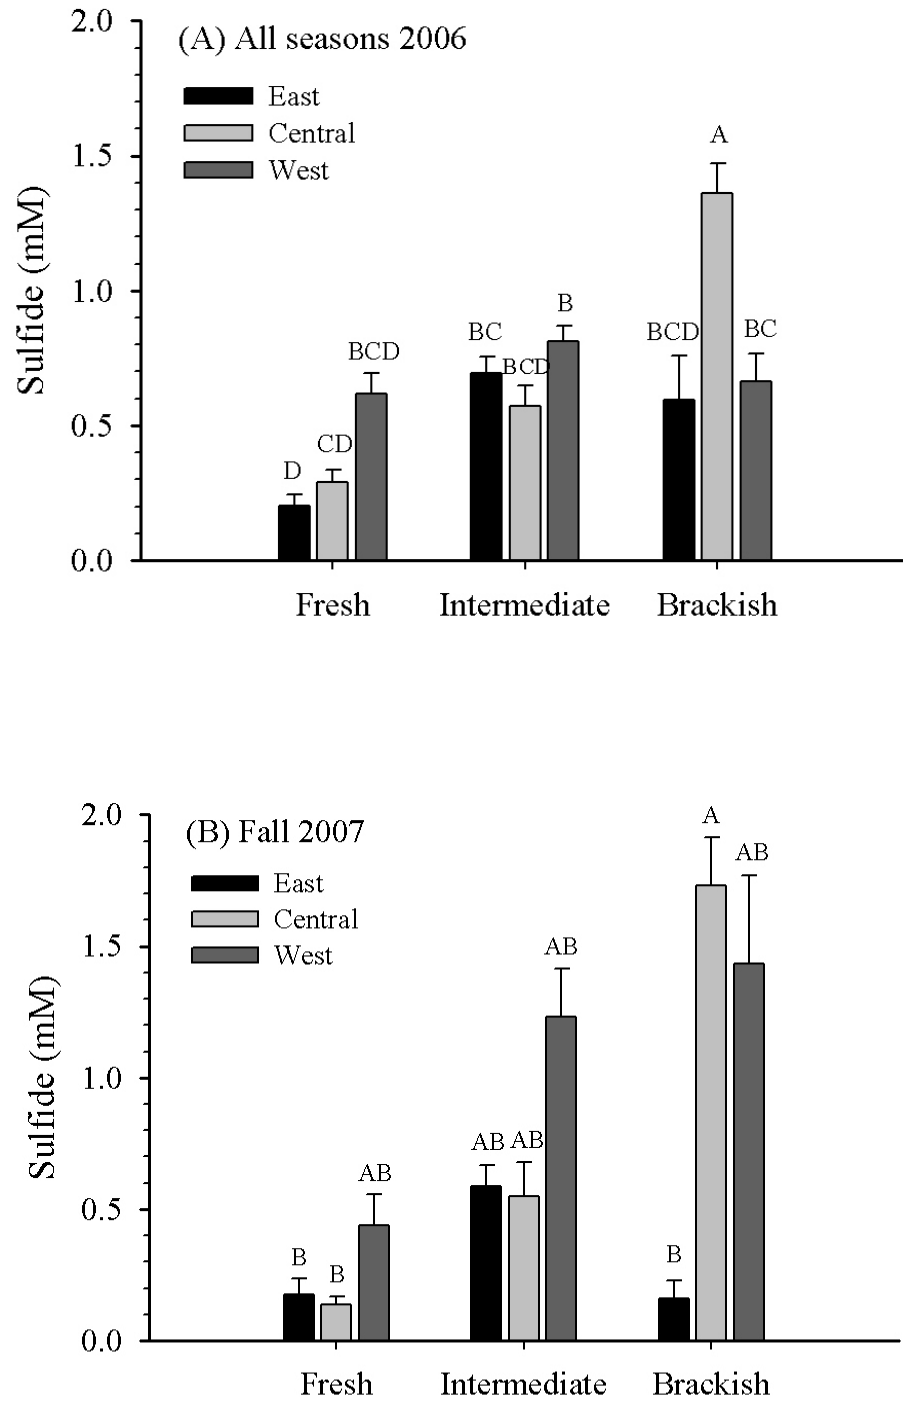 2.0
(A) All seasons 2006
East
Central
West
A
1.5
Sulfide (mM)
1.0
B
BC
BCD
BC
BCD
BCD
0.5
CD
D
0.0
Fresh Intermediate Brackish
2.0
(B) Fall 2007
East
Central
West
A
AB
1.5
AB
Sulfide (mM)
1.0
AB AB
AB
0.5
B
B
B
0.0
Fresh Intermediate Brackish